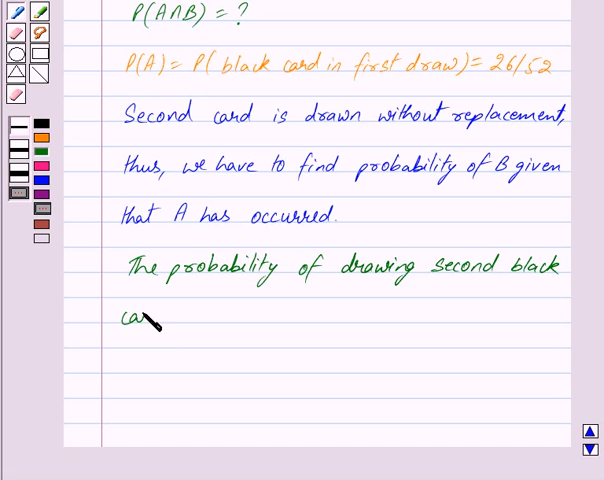 P(A∩B) = ?
P(A) = P( black card in first draw) = 26/52
Second card is drawn without replacement,
thus, we have to find probability of B given
that A has occurred.
The probability of drawing second black
ca